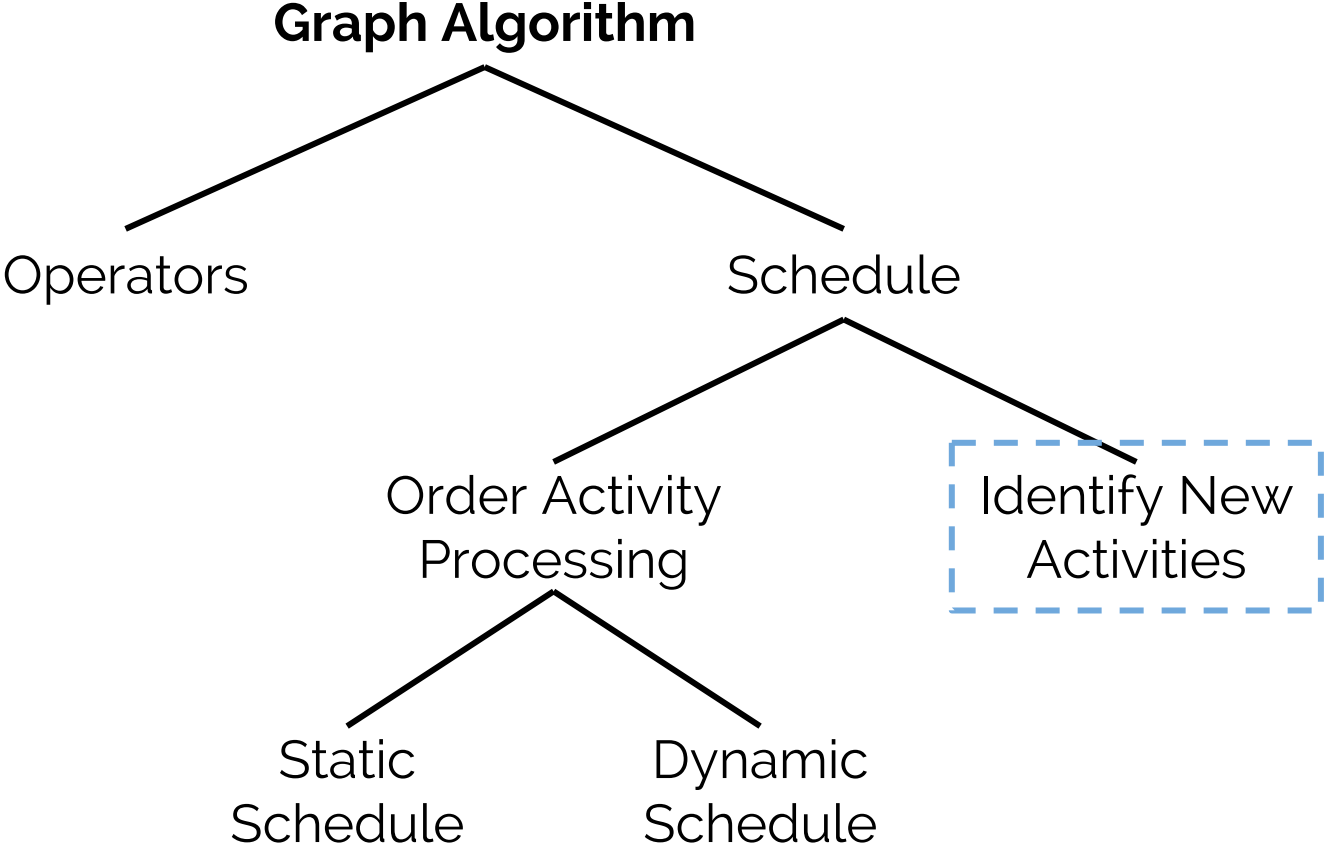 Graph Algorithm
Operators
Schedule
Order Activity
Processing
Identify New
Activities
Static
Schedule
Dynamic
Schedule